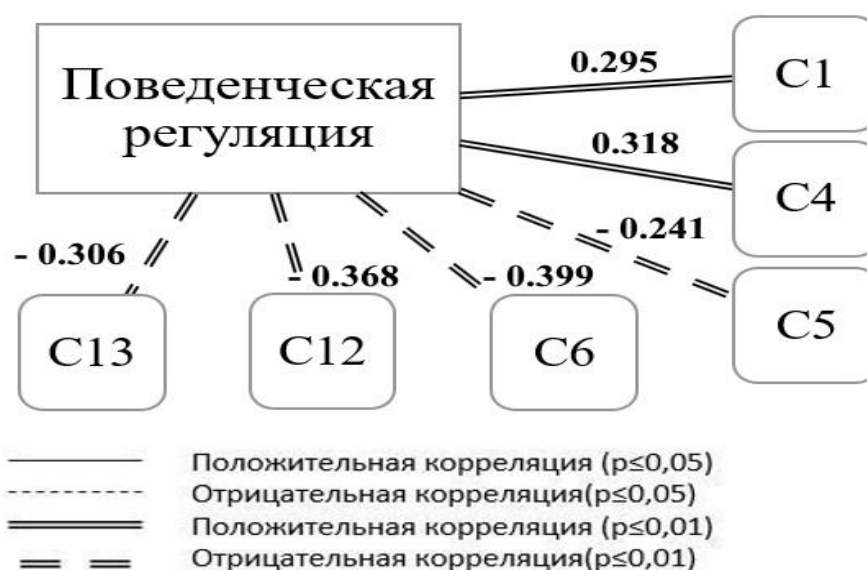 Поведенческая
регуляция
0.295
C1
0.318
C4
- 0.241
C5
- 0.306
- 0.368
- 0.399
C13
C12
C6
Положительная корреляция (p≤0,05)
Отрицательная корреляция(p≤0,05)
Положительная корреляция (p≤0,01)
Отрицательная корреляция(p≤0,01)